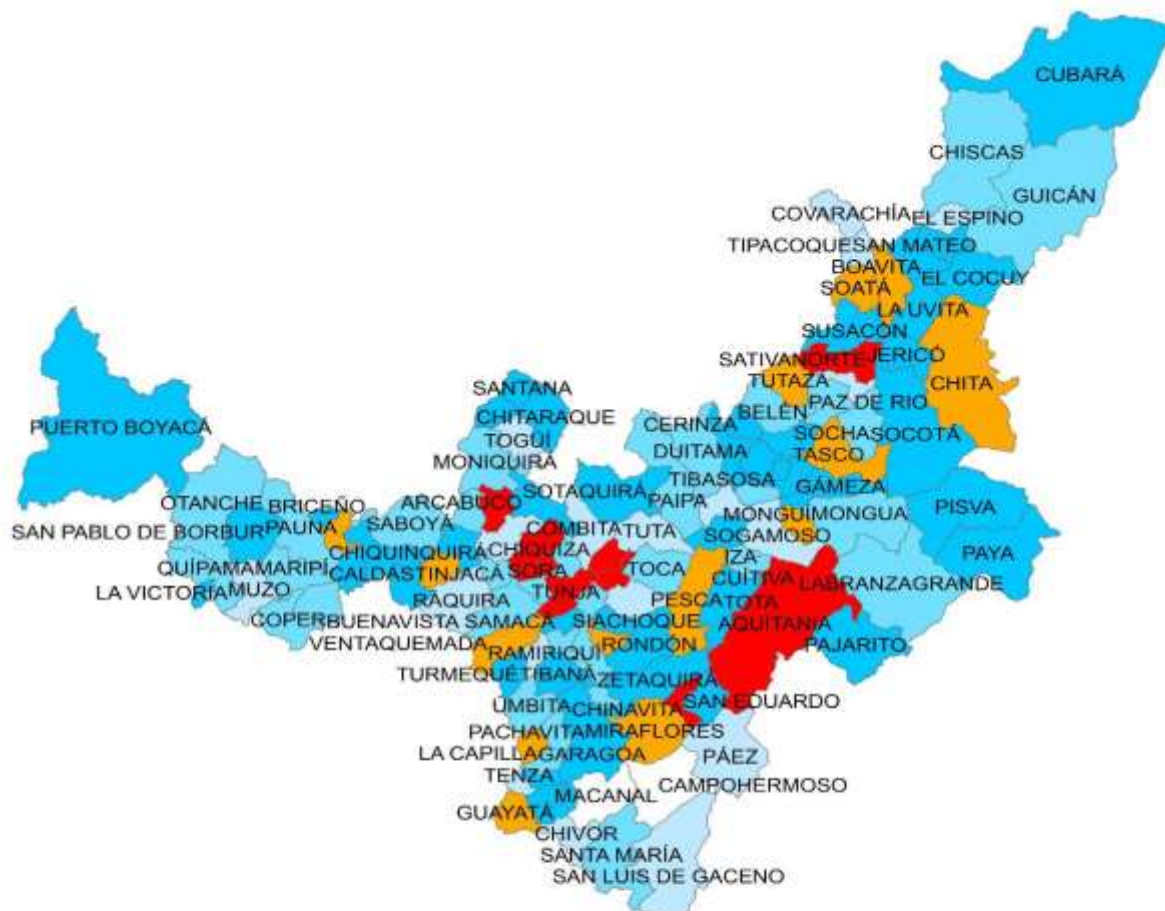 CUBARÁ
CHISCAS
GUICÁN
COVARACHÍA
EL ESPINO
TIPACOQUE
SAN MATEO
BOAVITA
EL COCUY
SOATÁ
LA UVITA
SUSACÓN
SATIVANORTE
JERICÓ
TUTAZÁ
CHITA
SANTANA
PAZ DE RIO
BELÉN
CHITARAQUE
PUERTO BOYACÁ
CERINZA
SOCHA
SOCOTÁ
TOGUÍ
DUITAMA
TASCO
MONIQUIRÁ
TIBASOSA
GÁMEZA
OTANCHE
BRICEÑO
ARCABUCO
SOTAQUIRÁ
PAIPA
PISVA
SAN PABLO DE BORBUR
PAUNA
SABOYÁ
COMBITA
TUTA
MONGUÍ
MONGUA
SOGAMOSO
CHIQUINQUIRÁ
CHIQUIZA
IZA
PAYA
QUÍPAMA
MARIPÍ
CALDAS
TINJACÁ
SORA
TOCA
CUÍTIVA
LABRANZAGRANDE
LA VICTORIA
MUZO
RÁQUIRA
TUNJA
PESCA
TOTA
COPER
BUENAVISTA
SAMACÁ
SIACHOQUE
AQUITANIA
VENTAQUEMADA
RAMIRIQUI
RONDÓN
PAJARITO
TURMEQUÉ
TIBANÁ
ZETAQUIRÁ
ÚMBITA
CHINAVITA
SAN EDUARDO
PACHAVITA
MIRAFLORES
LA CAPILLA
GARAGOA
PÁEZ
TENZA
CAMPOHERMOSO
MACANAL
GUAYATÁ
CHIVOR
SANTA MARÍA
SAN LUIS DE GACENO